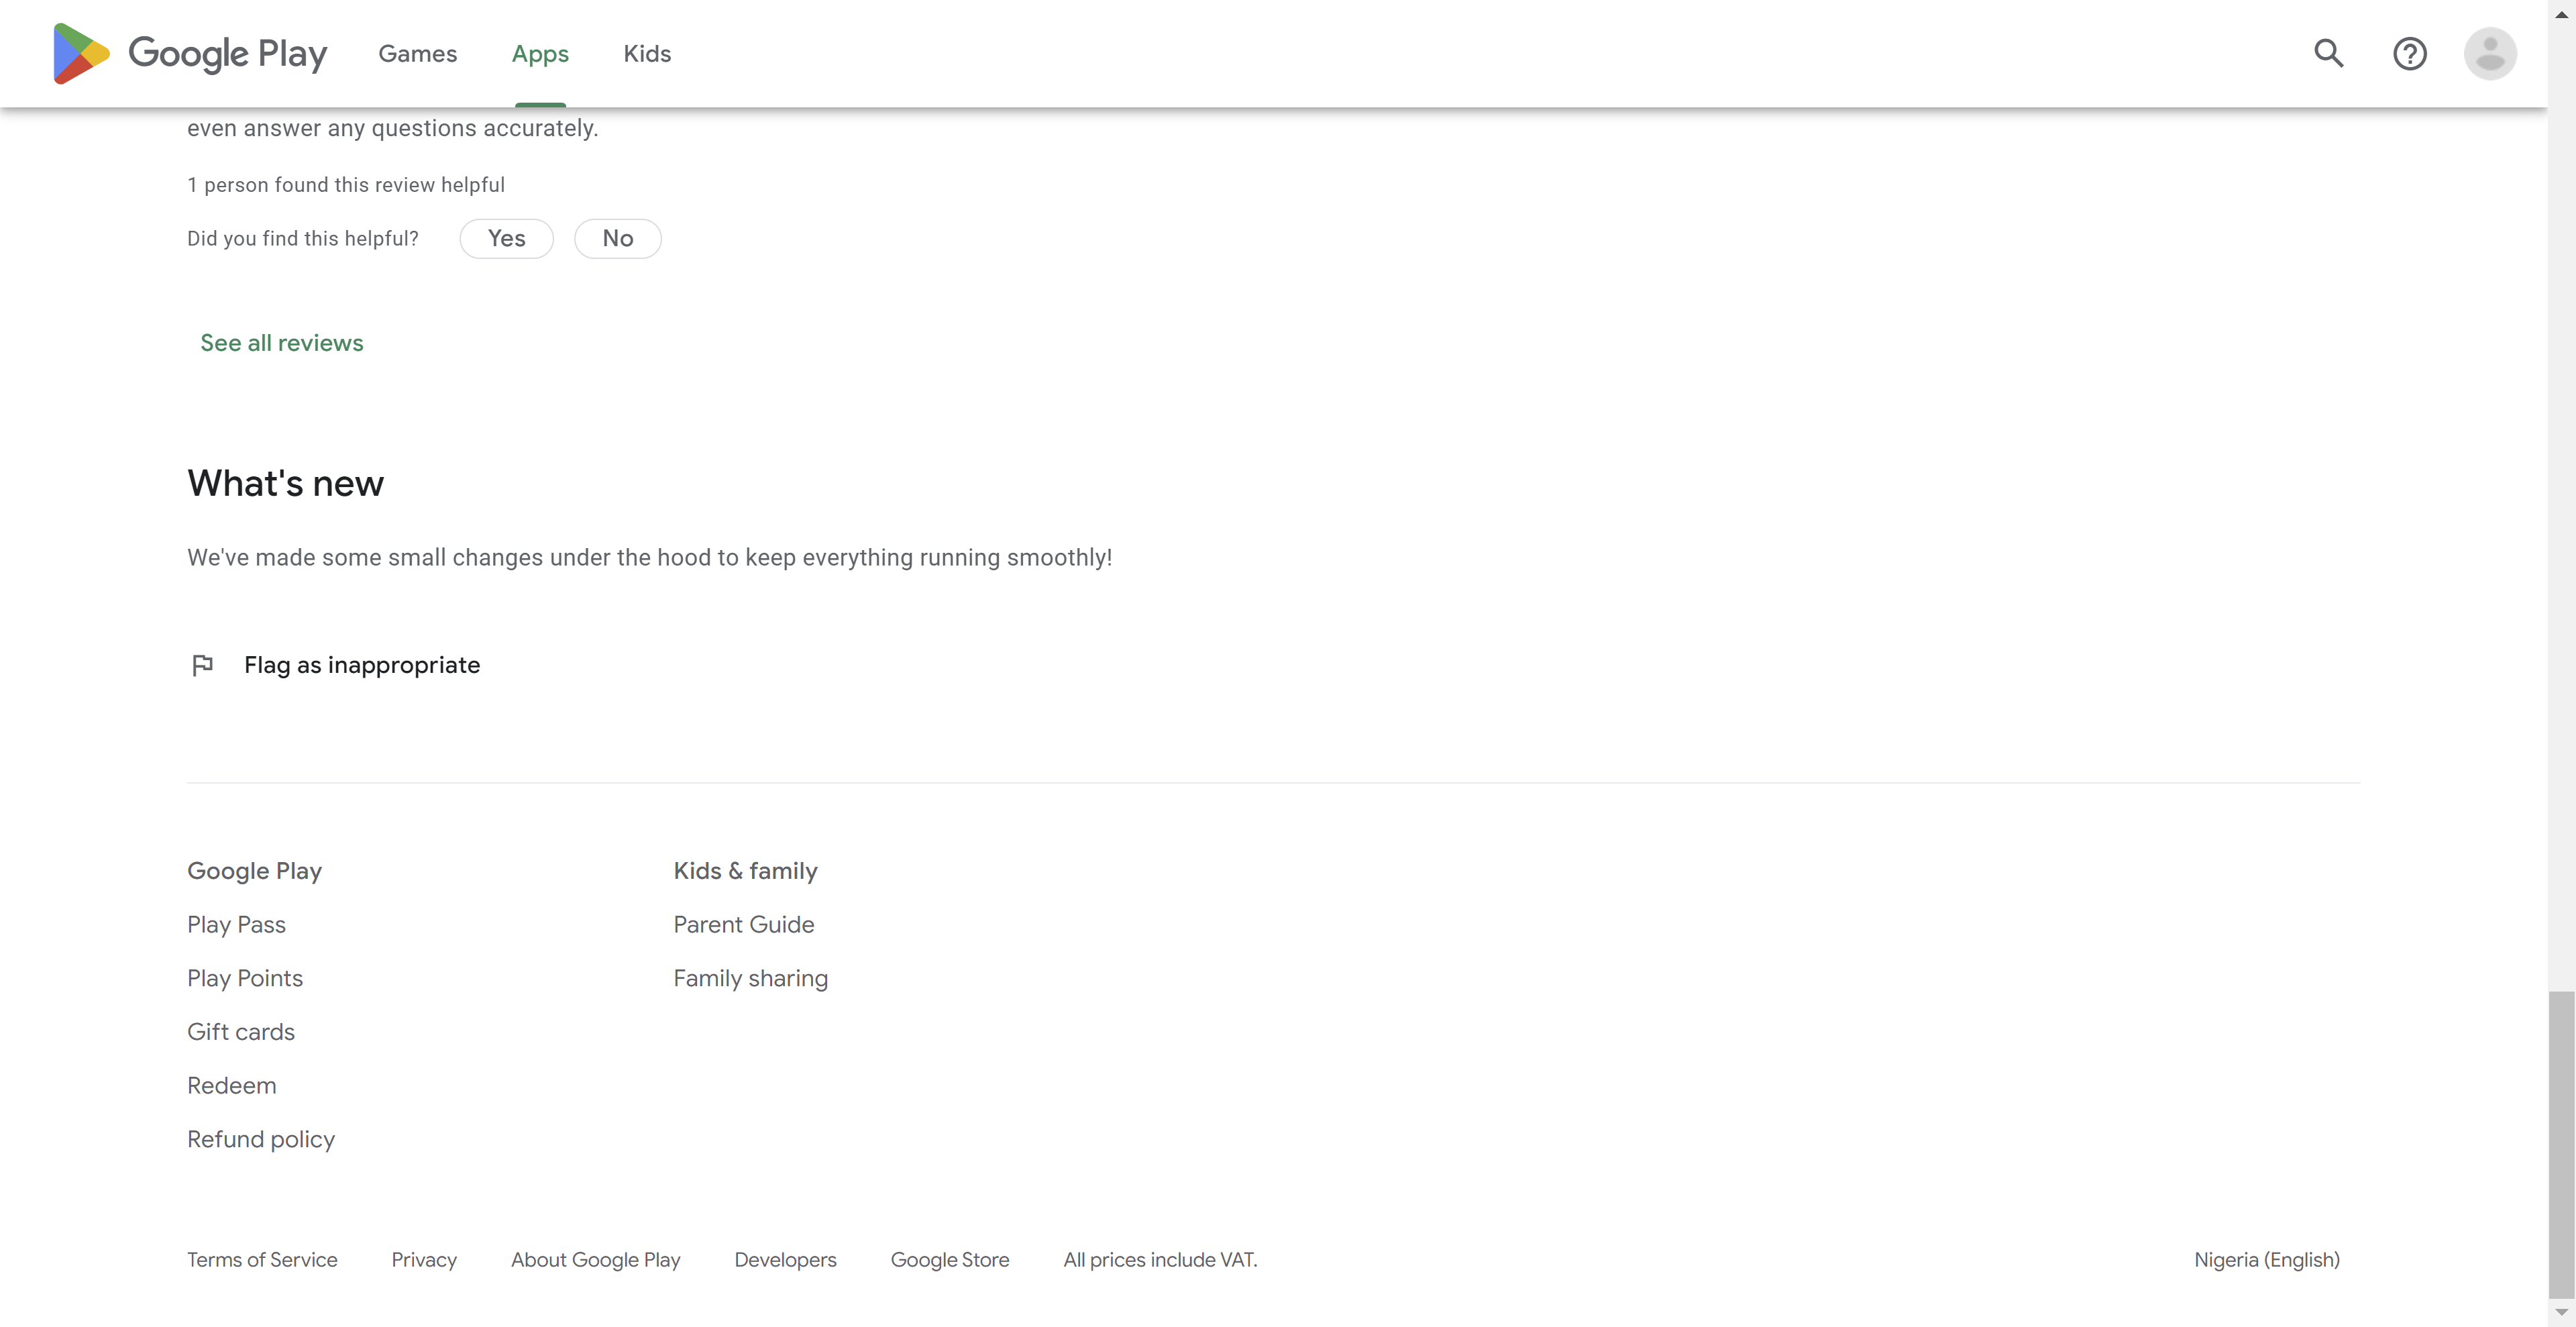 Google Play Games Apps Kids
even answer any questions accurately.
1 person found this review helpful
Did you find this helpful? Yes No
See all reviews
What's new
We've made some small changes under the hood to keep everything running smoothly!
Flag as inappropriate
Google Play Kids & family
Play Pass Parent Guide
Play Points Family sharing
Gift cards
Redeem
Refund policy
Terms of Service Privacy About Google Play Developers Google Store All prices include VAT. Nigeria (English)